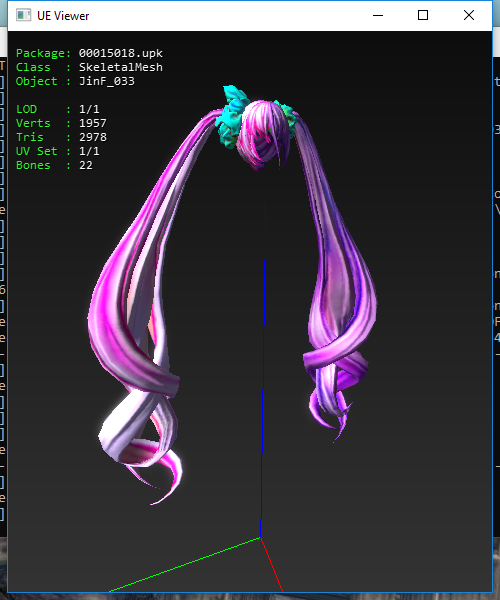 UE Viewer
Package: 00015018.upk
Class  : SkeletalMesh
Object : JinF_033
LOD    : 1/1
Verts  : 1957
Tris   : 2978
UV Set : 1/1
Bones  : 22